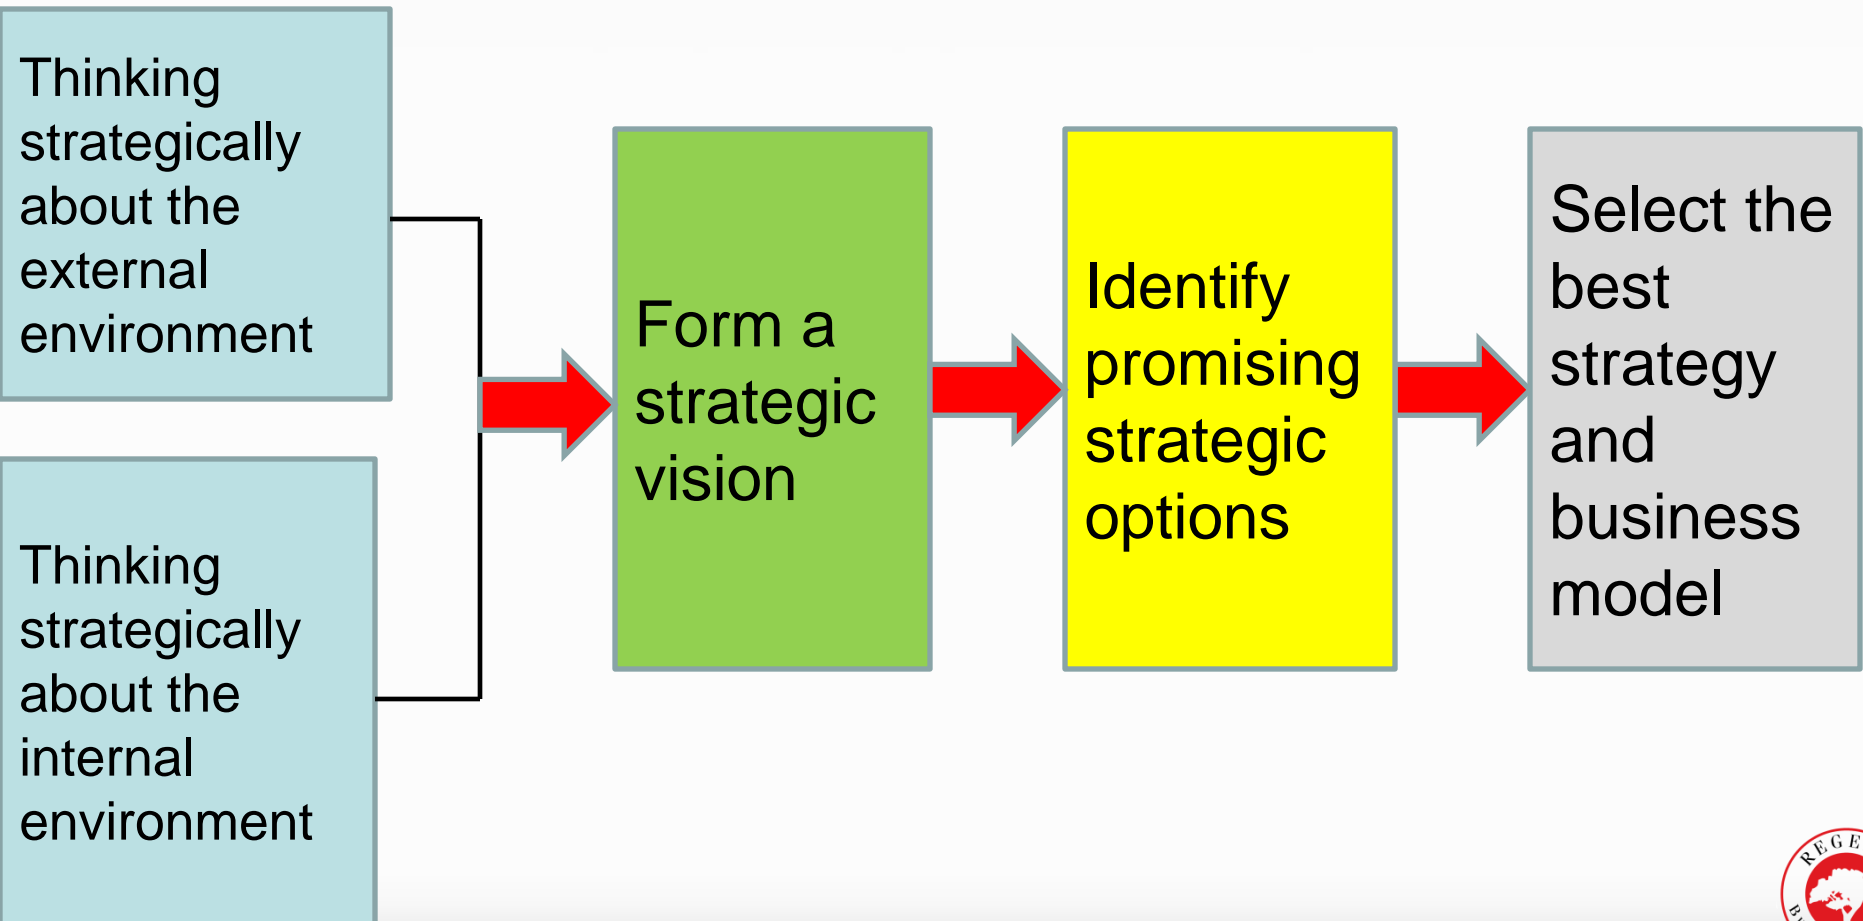 Thinking
strategically
about the
external
environment
Thinking
strategically
about the
internal
environment
Form a
strategic
vision
Identify
promising
strategic
options
Select the
best
strategy
and
business
model